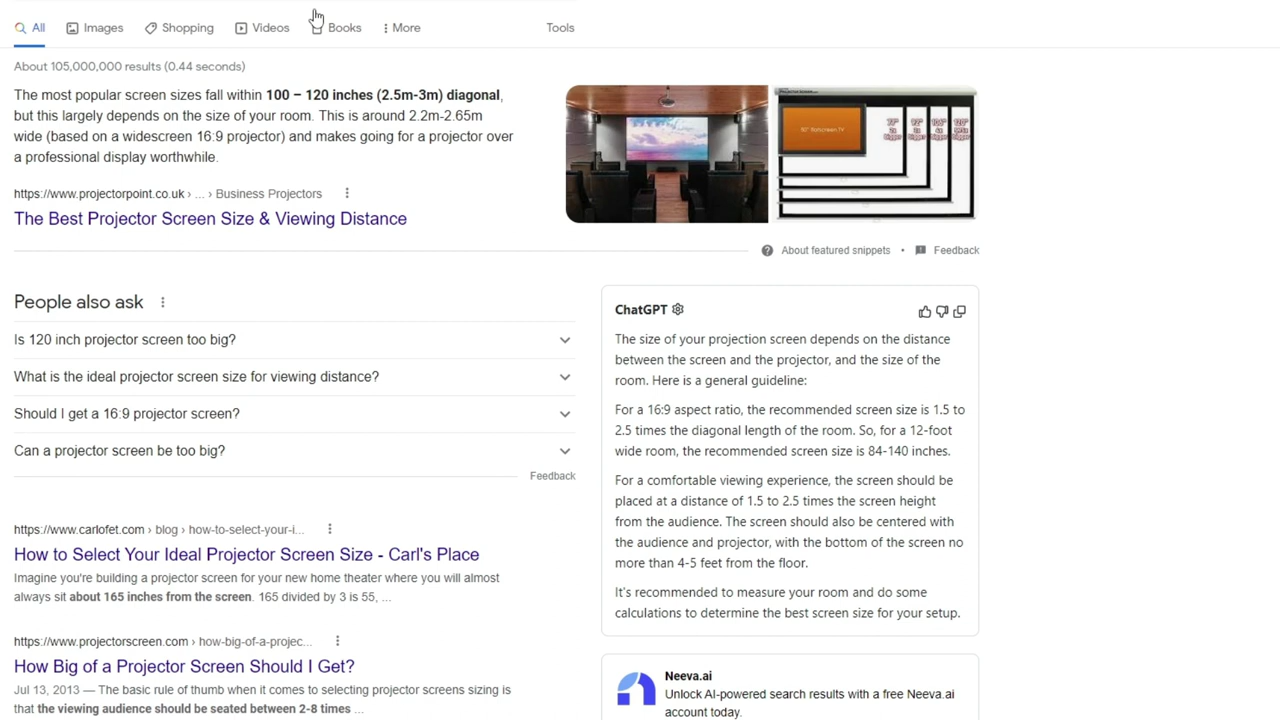 All
Images
Shopping
Videos
Books
More
Tools
About 105,000,000 results (0.44 seconds)
The most popular screen sizes fall within 100 – 120 inches (2.5m-3m) diagonal,
but this largely depends on the size of your room. This is around 2.2m-2.65m
wide (based on a widescreen 16:9 projector) and makes going for a projector over
a professional display worthwhile.
https://www.projectorpoint.co.uk › ... › Business Projectors
The Best Projector Screen Size & Viewing Distance
About featured snippets • Feedback
People also ask
Is 120 inch projector screen too big?
What is the ideal projector screen size for viewing distance?
Should I get a 16:9 projector screen?
Can a projector screen be too big?
Feedback
https://www.carlofet.com › blog › how-to-select-your-i...
How to Select Your Ideal Projector Screen Size - Carl's Place
Imagine you're building a projector screen for your new home theater where you will almost
always sit about 165 inches from the screen. 165 divided by 3 is 55, ...
https://www.projectorscreen.com › how-big-of-a-projec...
How Big of a Projector Screen Should I Get?
Jul 13, 2013 — The basic rule of thumb when it comes to selecting projector screens sizing is
that the viewing audience should be seated between 2-8 times ...
ChatGPT
The size of your projection screen depends on the distance
between the screen and the projector, and the size of the
room. Here is a general guideline:
For a 16:9 aspect ratio, the recommended screen size is 1.5 to
2.5 times the diagonal length of the room. So, for a 12-foot
wide room, the recommended screen size is 84-140 inches.
For a comfortable viewing experience, the screen should be
placed at a distance of 1.5 to 2.5 times the screen height
from the audience. The screen should also be centered with
the audience and projector, with the bottom of the screen no
more than 4-5 feet from the floor.
It's recommended to measure your room and do some
calculations to determine the best screen size for your setup.
Neeva.ai
Unlock AI-powered search results with a free Neeva.ai
account today.